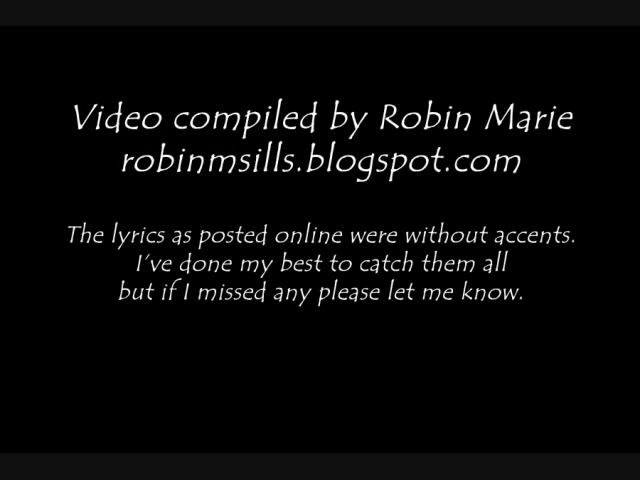 Video compiled by Robin Marie
robinmsills.blogspot.com
The lyrics as posted online were without accents.
I've done my best to catch them all
but if I missed any please let me know.